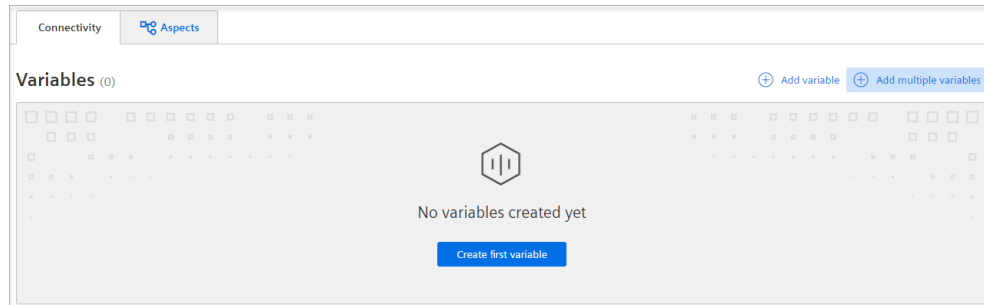 Connectivity
Aspects
Variables (0)
Add variable
Add multiple variables
No variables created yet
Create first variable